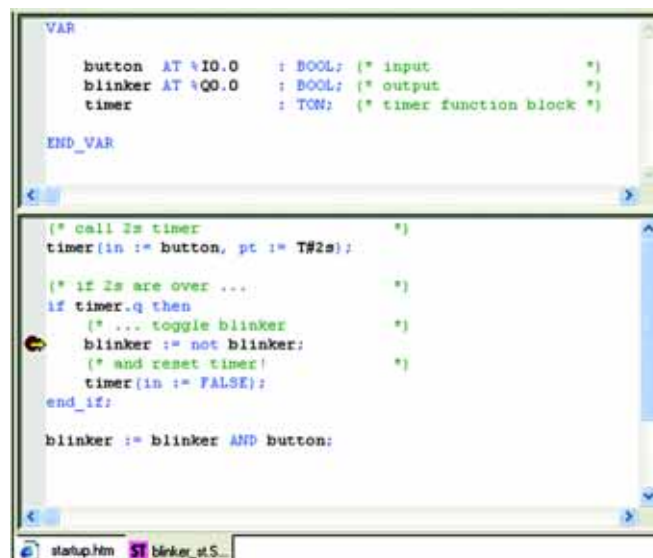 VAR
button AT %I0.0 : BOOL; (* input *)
blinker AT %Q0.0 : BOOL; (* output *)
timer : TON; (* timer function block *)
END_VAR
(* call 2s timer *)
timer(in := button, pt := T#2s);
(* if 2s are over ... *)
if timer.q then
(* ... toggle blinker *)
blinker := not blinker;
(* and reset timer! *)
timer(in := FALSE);
end_if;
blinker := blinker AND button;
startup.htm ST blinker_st.S...